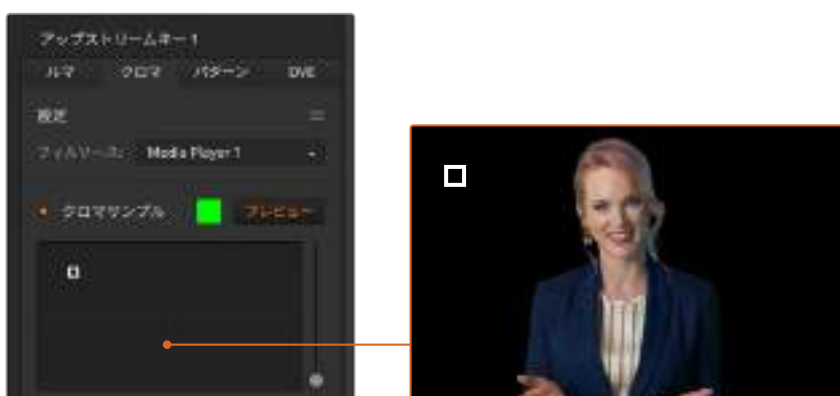 アップストリームキー 1
ルマ クロマ パターン DVE
設定
フィルソース: Media Player 1
クロマサンプル プレビュー